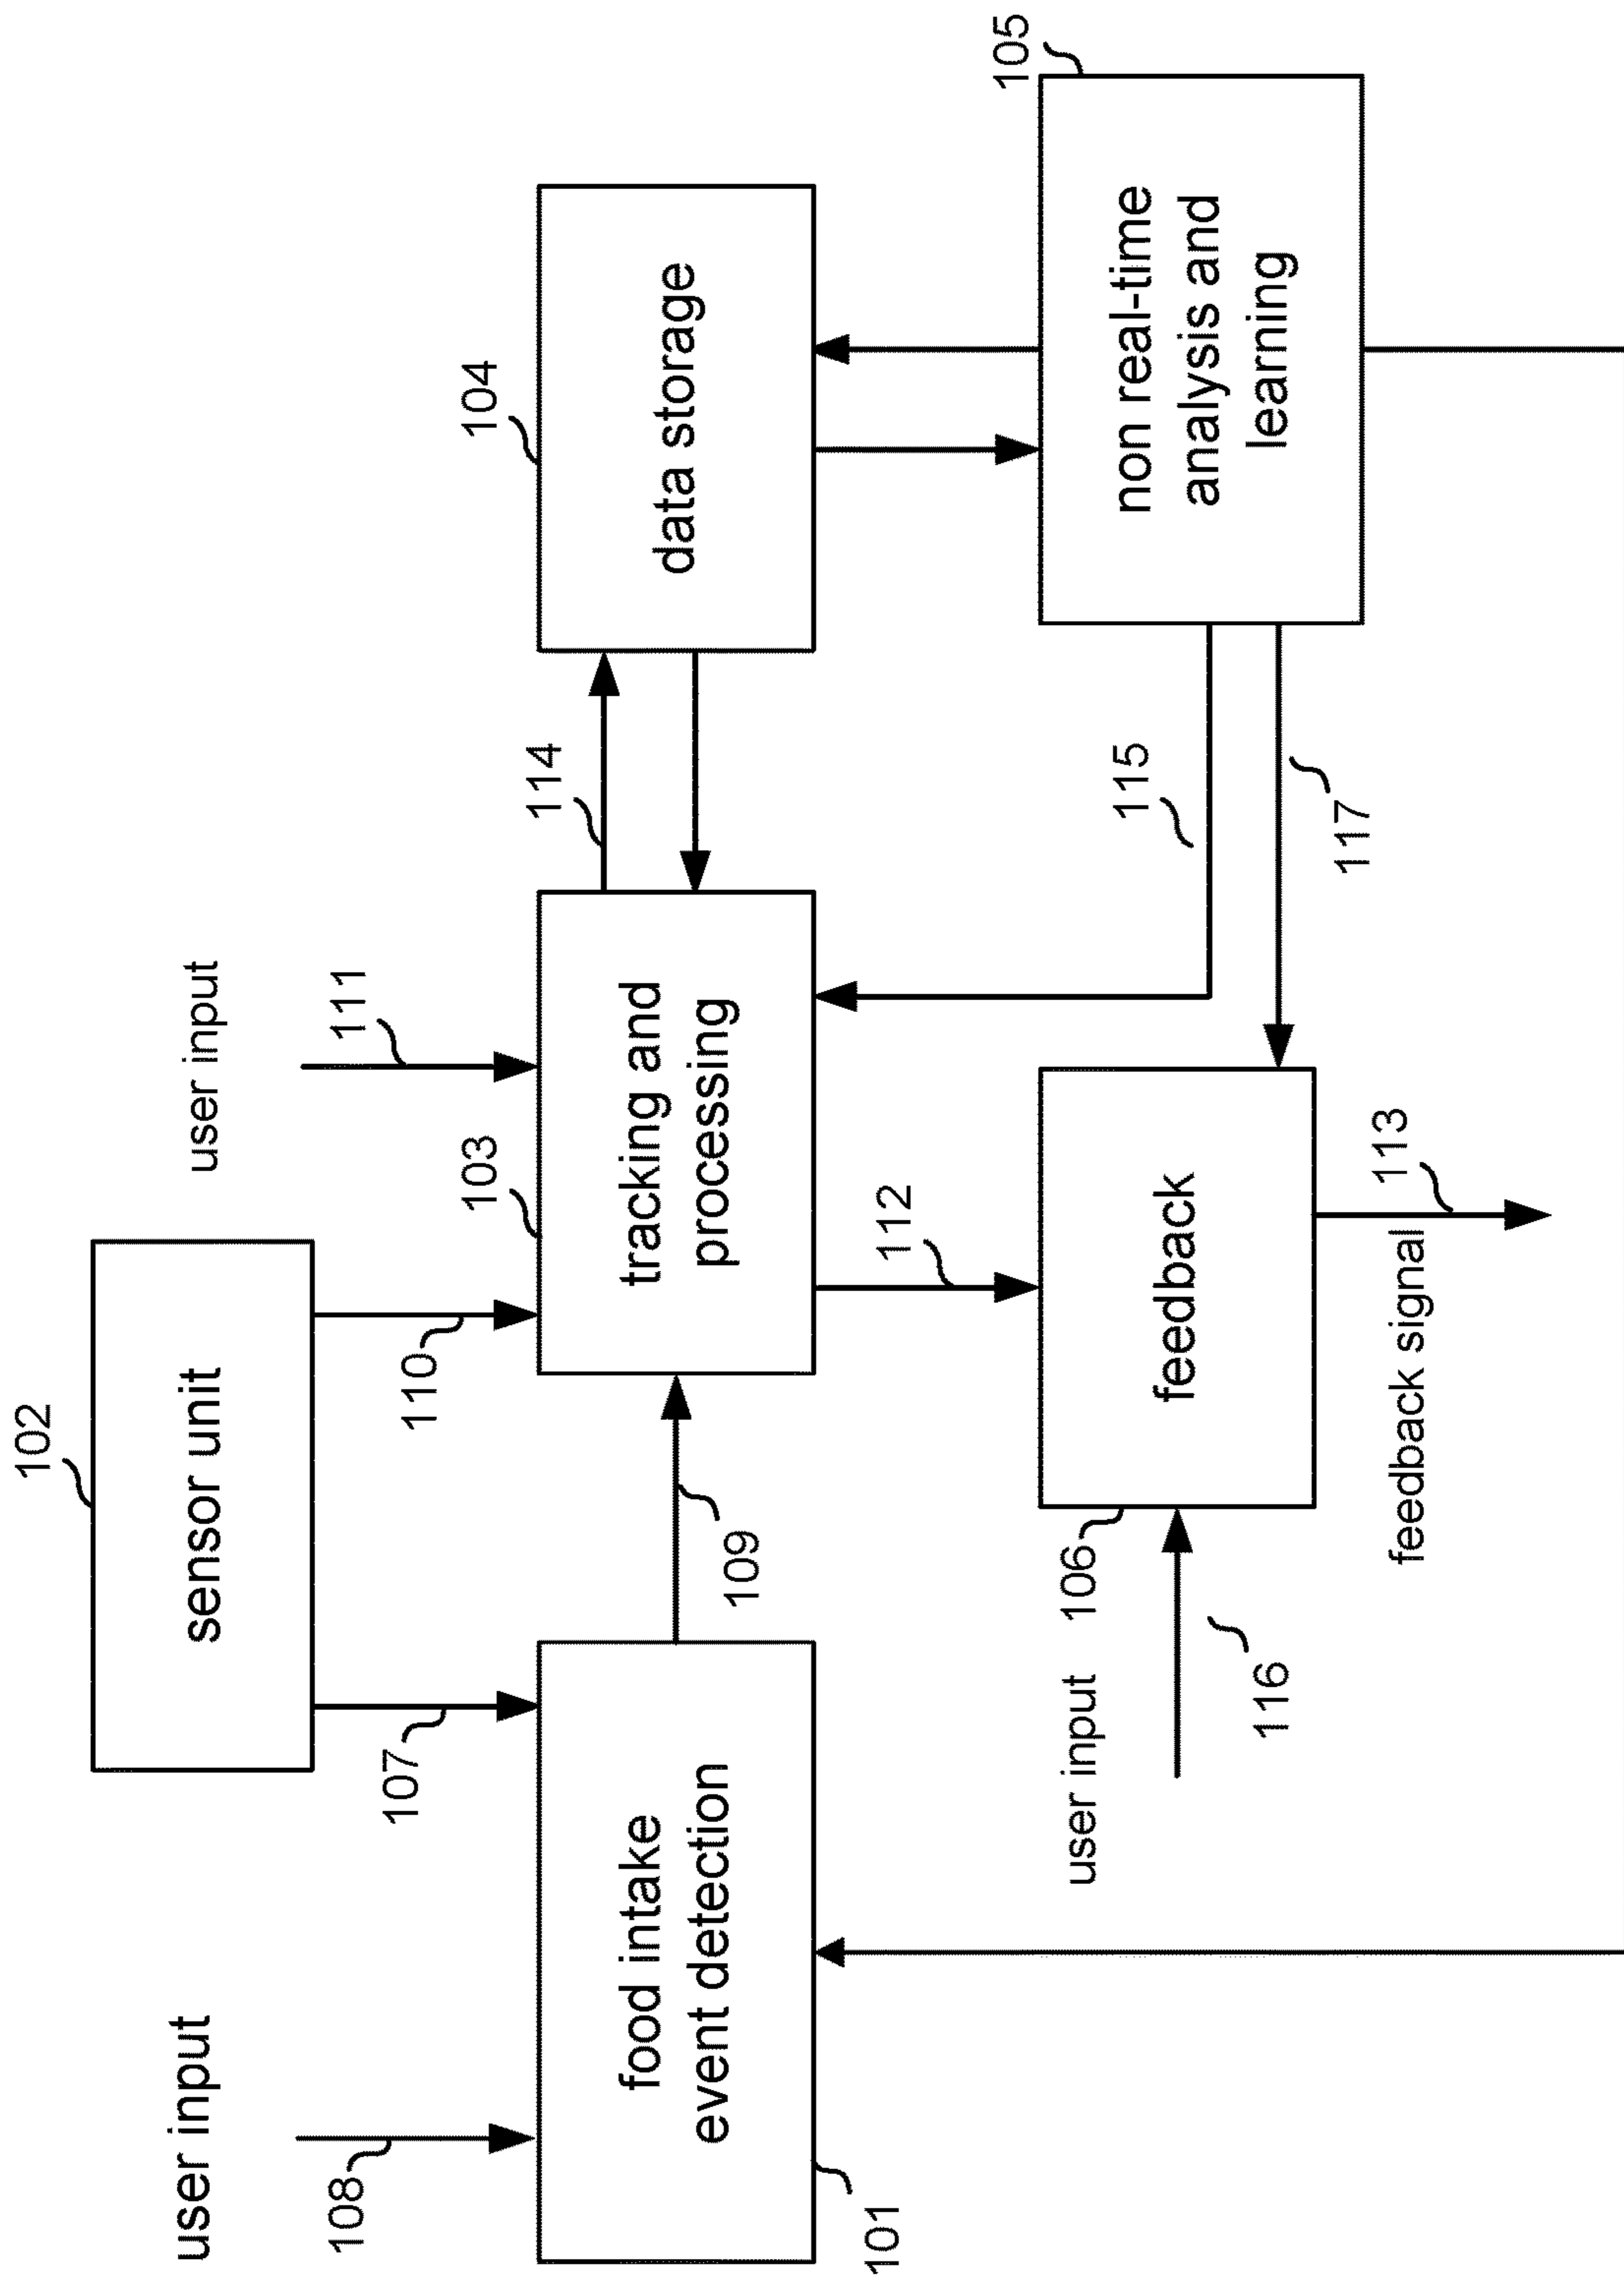 102
sensor unit
user input
user input
108
107
110
111
103
104
food intake
event detection
tracking and
processing
data storage
114
101
109
112
105
user input
106
116
feedback
115
117
non real-time
analysis and
learning
feedback signal
113